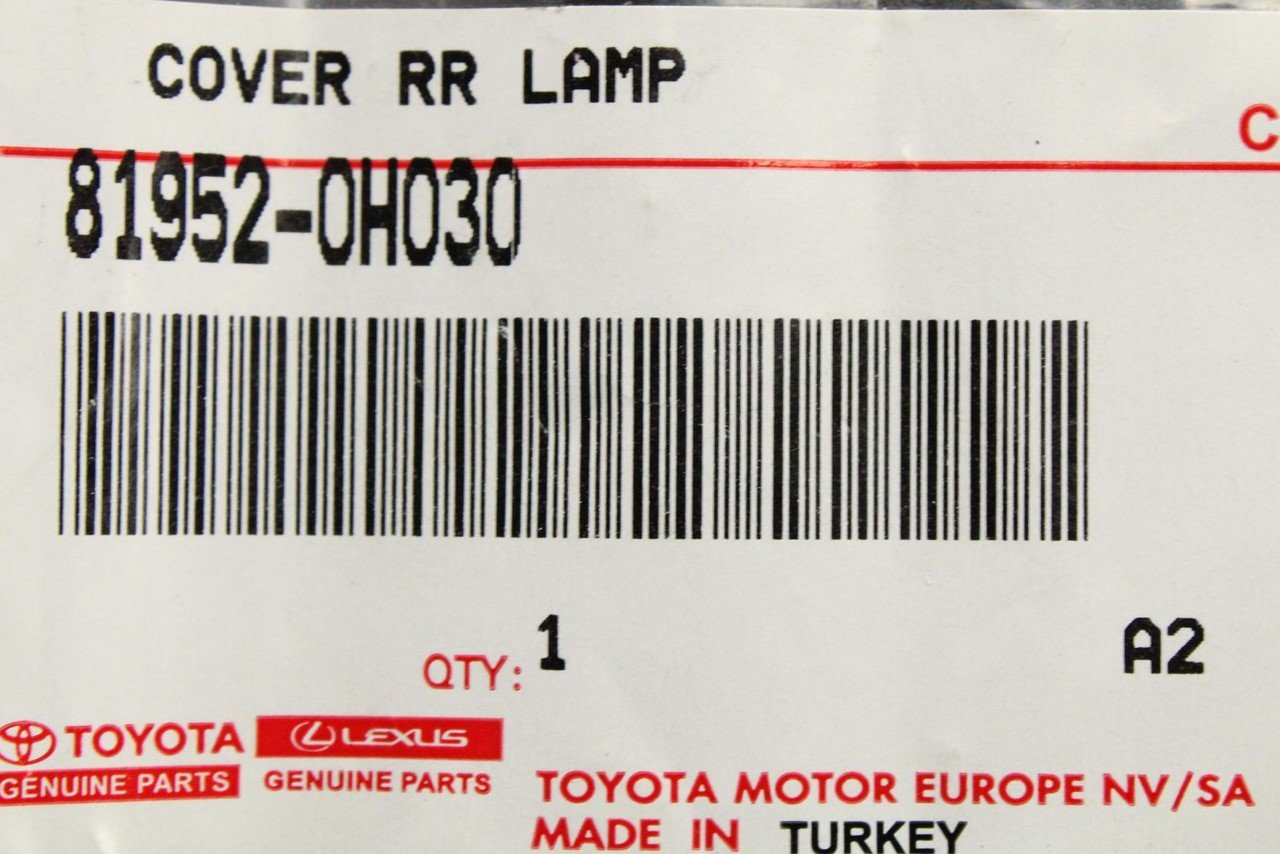 COVER RR LAMP
C
81952-0H030
QTY: 1
A2
TOYOTA
GENUINE PARTS
LEXUS
GENUINE PARTS
TOYOTA MOTOR EUROPE NV/SA
MADE IN TURKEY